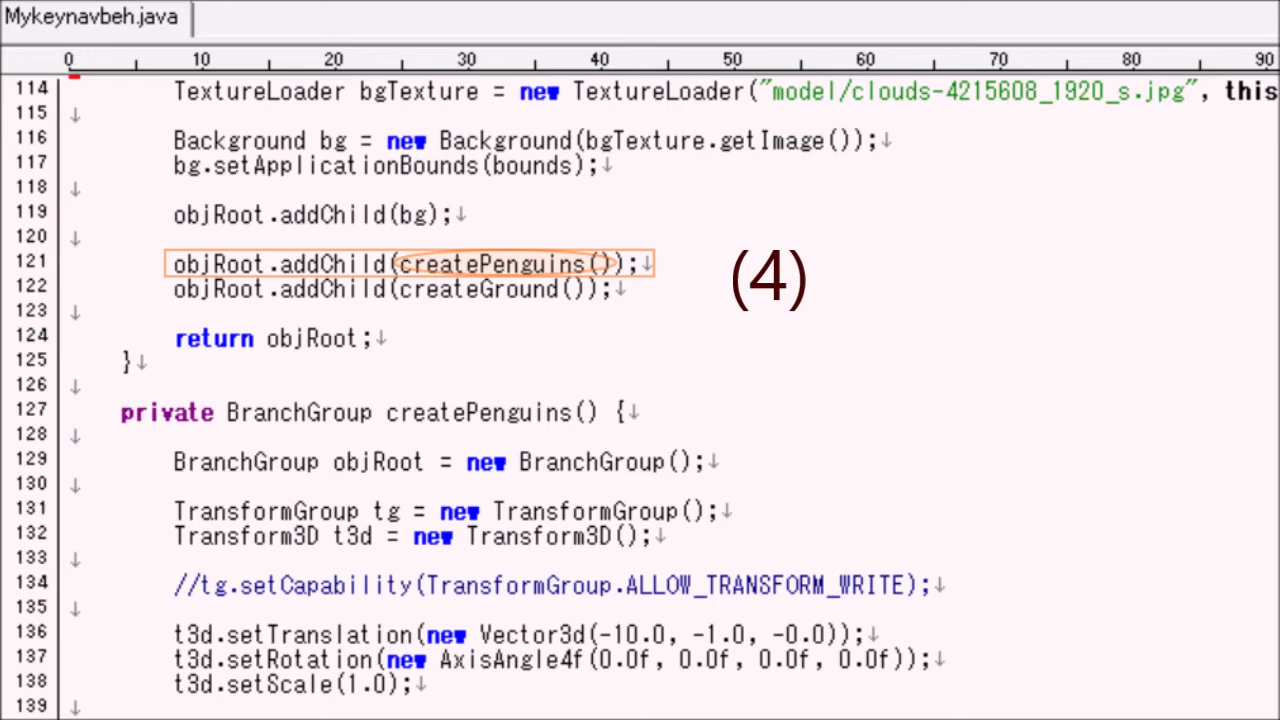 Mykeynavbeh.java
0 10 20 30 40 50 60 70 80 90
114 TextureLoader bgTexture = new TextureLoader("model/clouds-4215608_1920_s.jpg", this
115 ↓
116 Background bg = new Background(bgTexture.getImage());↓
117 bg.setApplicationBounds(bounds);↓
118 ↓
119 objRoot.addChild(bg);↓
120 ↓
121 objRoot.addChild(createPenguins());↓ (4)
122 objRoot.addChild(createGround());↓
123 ↓
124 return objRoot;↓
125 }↓
126 ↓
127 private BranchGroup createPenguins() {↓
128 ↓
129 BranchGroup objRoot = new BranchGroup();↓
130 ↓
131 TransformGroup tg = new TransformGroup();↓
132 Transform3D t3d = new Transform3D();↓
133 ↓
134 //tg.setCapability(TransformGroup.ALLOW_TRANSFORM_WRITE);↓
135 ↓
136 t3d.setTranslation(new Vector3d(-10.0, -1.0, -0.0));↓
137 t3d.setRotation(new AxisAngle4f(0.0f, 0.0f, 0.0f, 0.0f));↓
138 t3d.setScale(1.0);↓
139 ↓